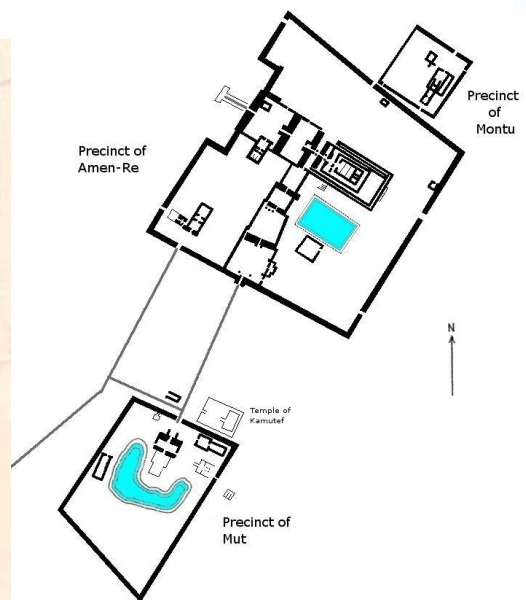 Precinct
of
Montu
Precinct of
Amen-Re
N
Temple of
Kamutef
Precinct of
Mut